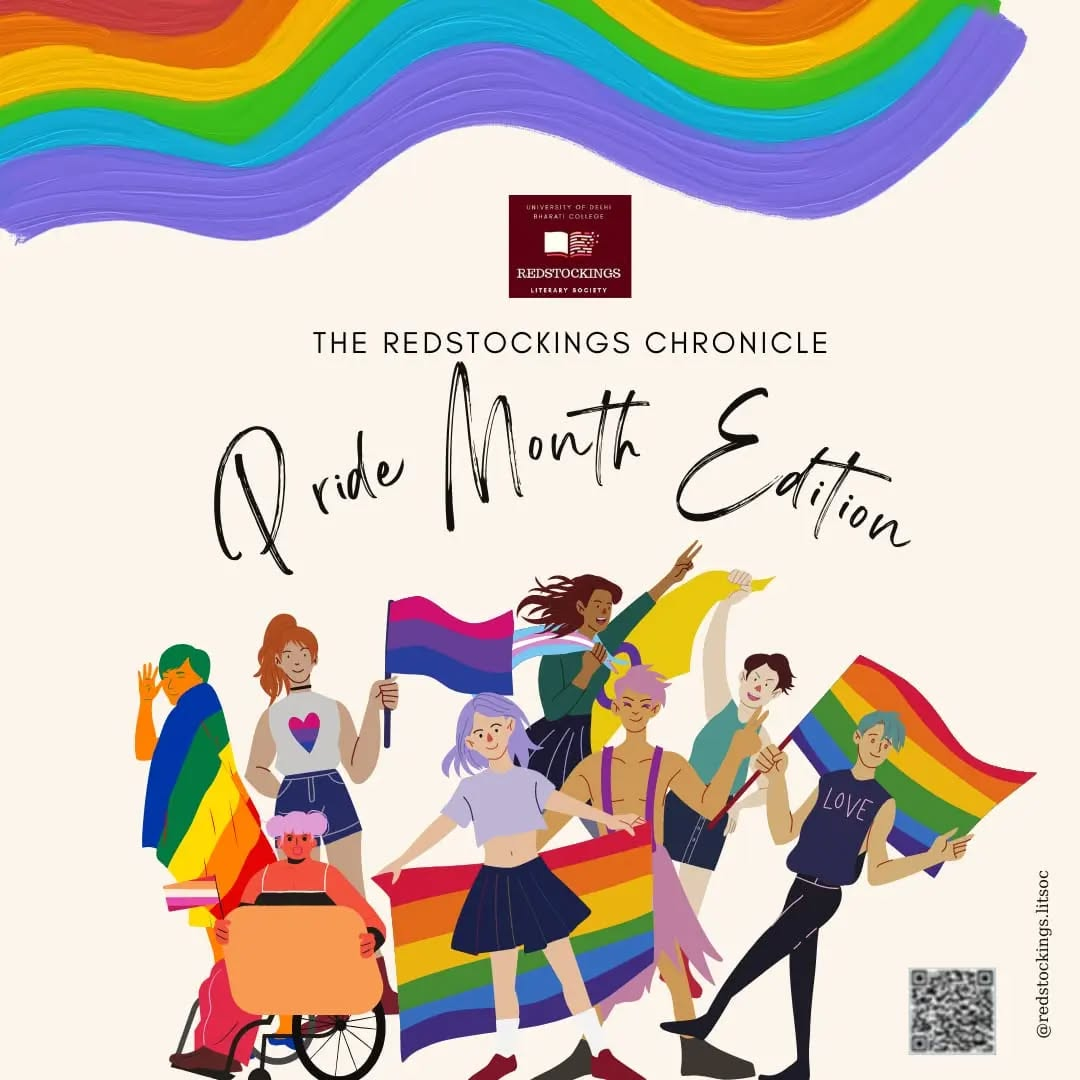 UNIVERSITY OF DELHI
BHARATI COLLEGE
REDSTOCKINGS
LITERARY SOCIETY
THE REDSTOCKINGS CHRONICLE
Pride Month Edition
LOVE
@redstockings.litsoc